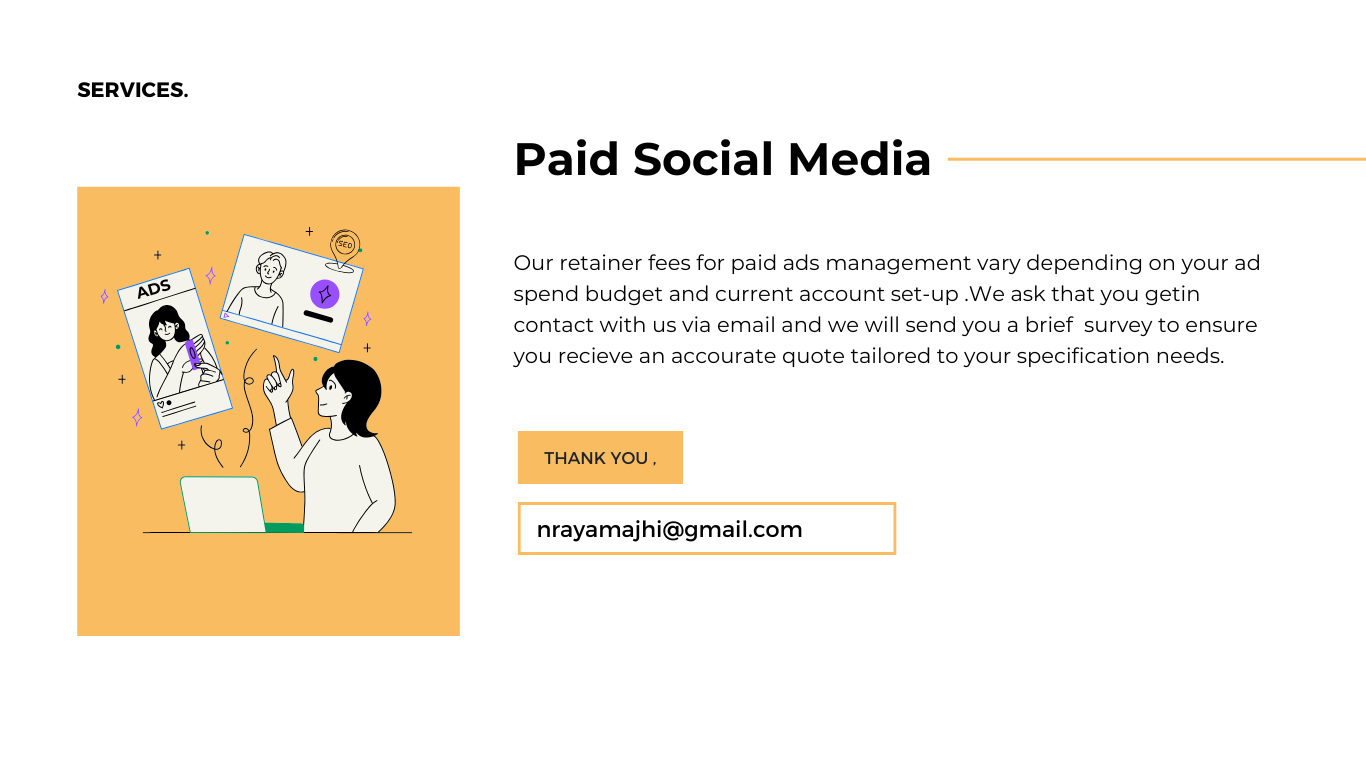 SERVICES.
Paid Social Media
Our retainer fees for paid ads management vary depending on your ad
spend budget and current account set-up .We ask that you getin
contact with us via email and we will send you a brief  survey to ensure
you recieve an accourate quote tailored to your specification needs.
SEO
ADS
THANK YOU ,
nrayamajhi@gmail.com